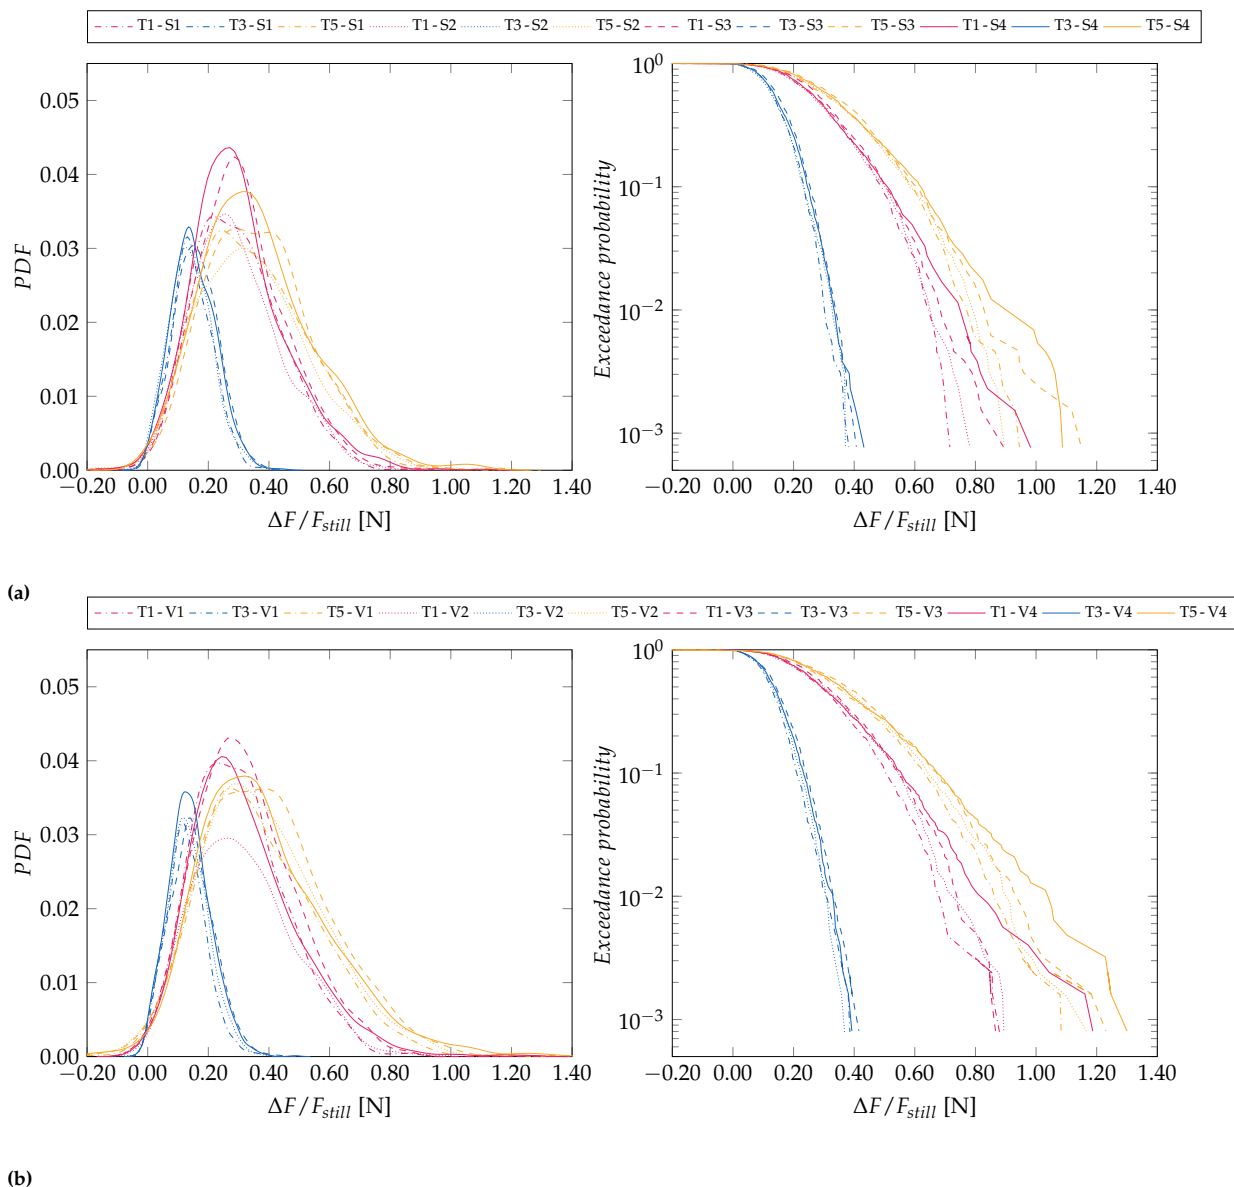 T1 - S1 T3 - S1 T5 - S1 T1 - S2 T3 - S2 T5 - S2 T1 - S3 T3 - S3 T5 - S3 T1 - S4 T3 - S4 T5 - S4
0.05
0.04
0.03
0.02
0.01
0.00
PDF
−0.20 0.00 0.20 0.40 0.60 0.80 1.00 1.20 1.40
ΔF/F_still [N]
10^0
10^−1
10^−2
10^−3
Exceedance probability
−0.20 0.00 0.20 0.40 0.60 0.80 1.00 1.20 1.40
ΔF/F_still [N]
(a)
T1 - V1 T3 - V1 T5 - V1 T1 - V2 T3 - V2 T5 - V2 T1 - V3 T3 - V3 T5 - V3 T1 - V4 T3 - V4 T5 - V4
0.05
0.04
0.03
0.02
0.01
0.00
PDF
−0.20 0.00 0.20 0.40 0.60 0.80 1.00 1.20 1.40
ΔF/F_still [N]
10^0
10^−1
10^−2
10^−3
Exceedance probability
−0.20 0.00 0.20 0.40 0.60 0.80 1.00 1.20 1.40
ΔF/F_still [N]
(b)